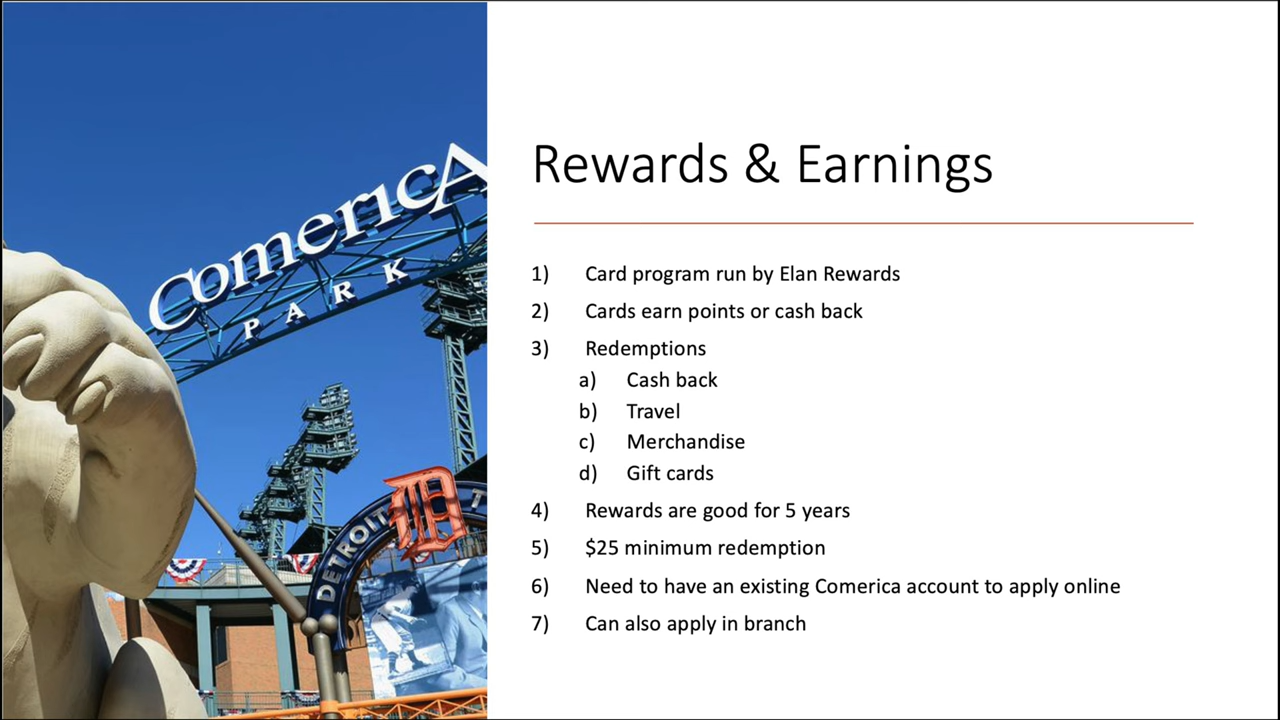 ComericA
PARK
DETROIT
D
T
Rewards & Earnings
1) Card program run by Elan Rewards
2) Cards earn points or cash back
3) Redemptions
a) Cash back
b) Travel
c) Merchandise
d) Gift cards
4) Rewards are good for 5 years
5) $25 minimum redemption
6) Need to have an existing Comerica account to apply online
7) Can also apply in branch